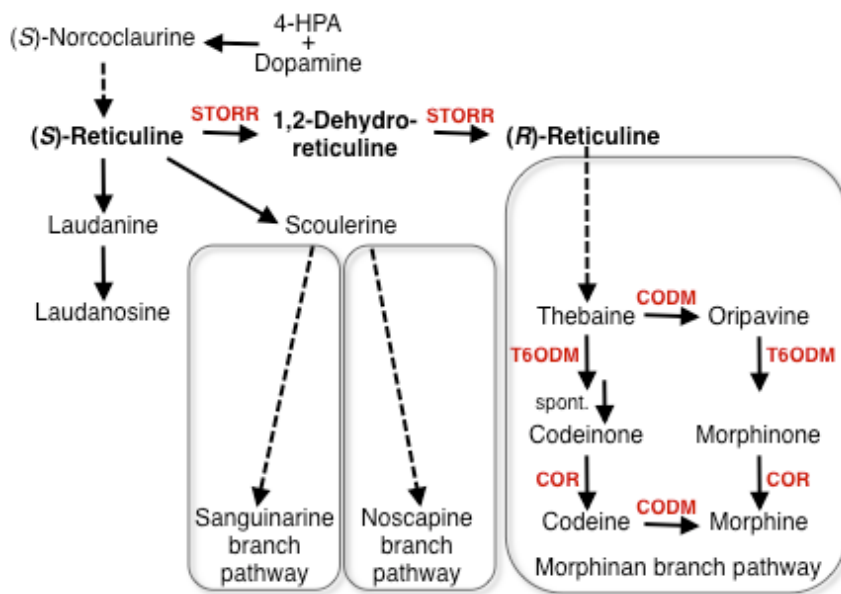 4-HPA
(S)-Norcoclaurine
+
Dopamine
STORR
1,2-Dehydro-
STORR
(S)-Reticuline
reticuline
(R)-Reticuline
Laudanine
Scoulerine
Laudanosine
CODM
Thebaine
Oripavine
T6ODM
T6ODM
spont.
Codeinone
Morphinone
COR
COR
CODM
Codeine
Morphine
Sanguinarine
branch
pathway
Noscapine
branch
pathway
Morphinan branch pathway